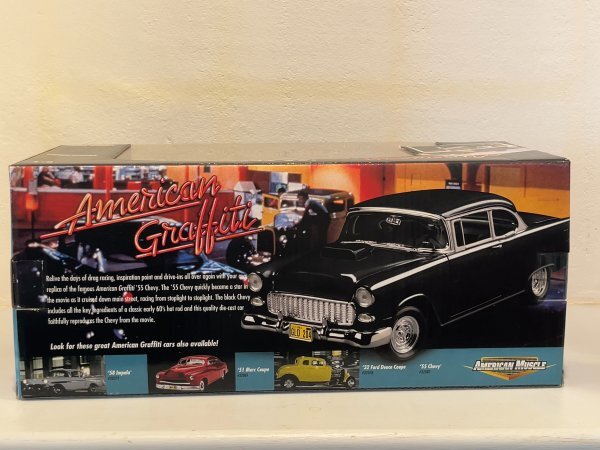 American
Graffiti
Relive the days of drag racing, inspiration point and drive-ins all over again with your own
replica of the famous American Graffiti '55 Chevy. The '55 Chevy quickly became a star in
the movie as it cruised down main street, racing from stoplight to stoplight. The black Chevy
includes all the key ingredients of a classic early 60's hot rod and this quality die-cast car
faithfully reproduces the Chevy from the movie.
Look for these great American Graffiti cars also available!
'58 Impala
'51 Merc Coupe
'32 Ford Deuce Coupe
'55 Chevy
AMERICAN MUSCLE